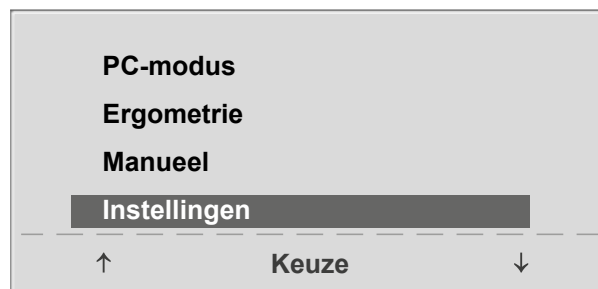 PC-modus
Ergometrie
Manueel
Instellingen
↑ Keuze ↓